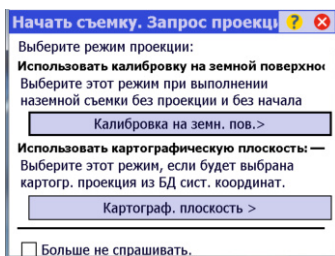 Начать съемку. Запрос проекц
Выберите режим проекции:
Использовать калибровку на земной поверхнос
Выберите этот режим при выполнении
наземной съемки без проекции и без начала
Калибровка на земн. пов.>
Использовать картографическую плоскость: —
Выберите этот режим, если будет выбрана
картогр. проекция из БД сист. координат.
Картограф. плоскость >
Больше не спрашивать.